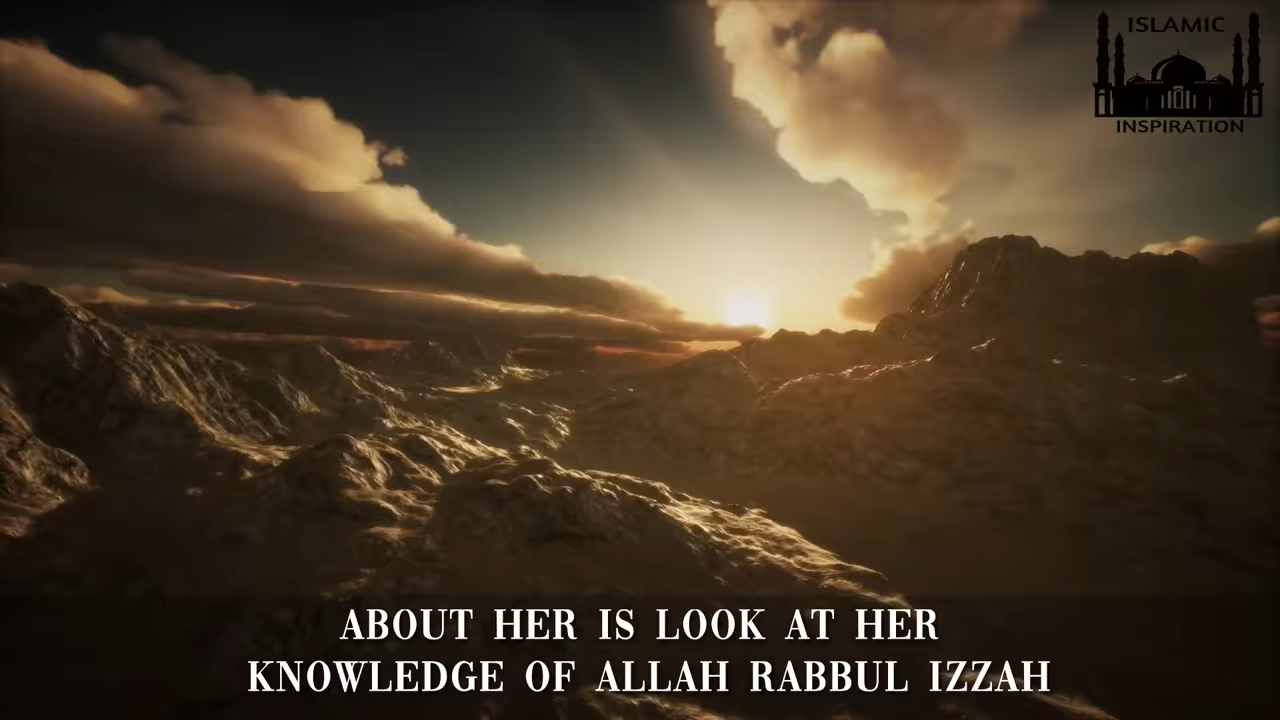 ISLAMIC
INSPIRATION
ABOUT HER IS LOOK AT HER
KNOWLEDGE OF ALLAH RABBUL IZZAH